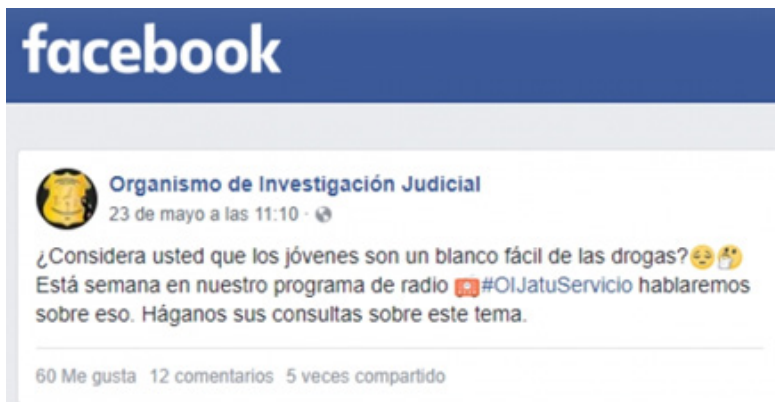 facebook
Organismo de Investigación Judicial
23 de mayo a las 11:10 ·
¿Considera usted que los jóvenes son un blanco fácil de las drogas?😔🤔
Está semana en nuestro programa de radio 📻#OIJatuServicio hablaremos
sobre eso. Háganos sus consultas sobre este tema.
60 Me gusta 12 comentarios 5 veces compartido